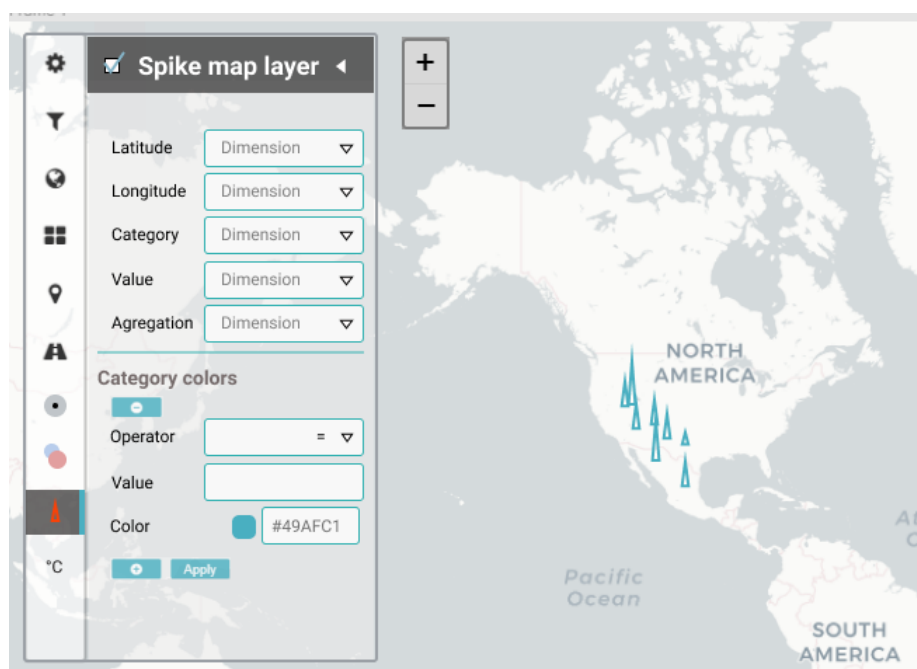 Spike map layer
+
−
Latitude Dimension
Longitude Dimension
Category Dimension
Value Dimension
Agregation Dimension
Category colors
Operator =
Value
Color #49AFC1
Apply
°C
NORTH
AMERICA
Pacific
Ocean
SOUTH
AMERICA